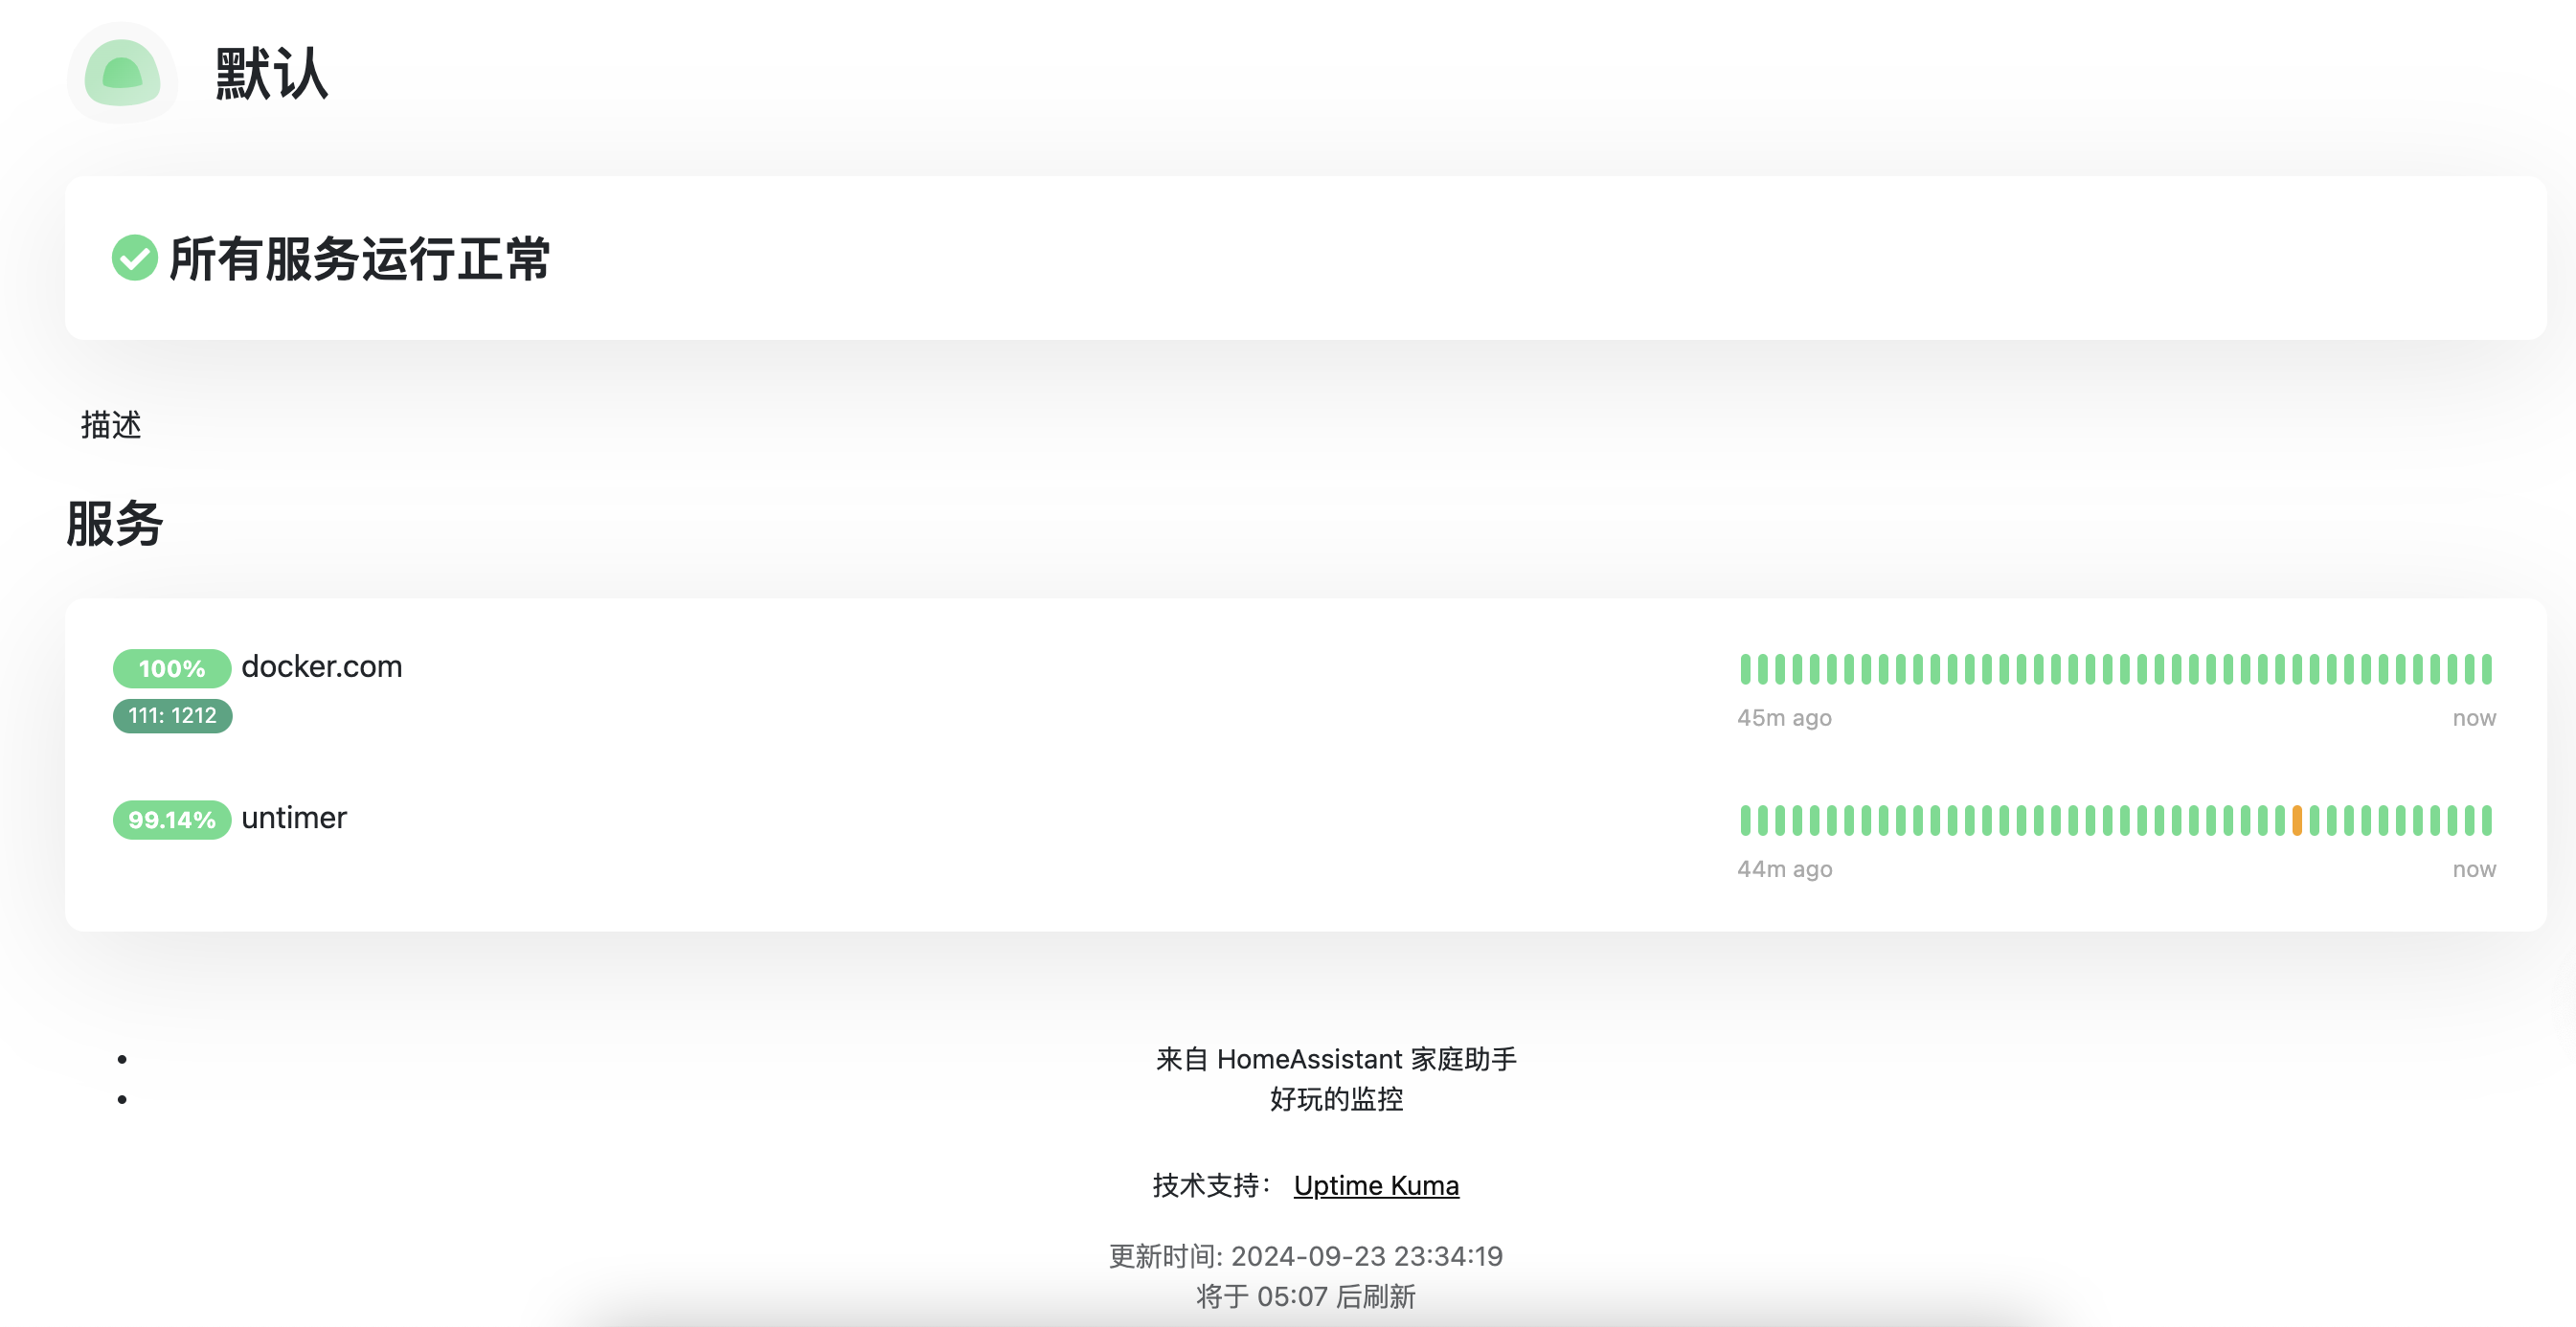 默认
所有服务运行正常
描述
服务
100% docker.com
111: 1212
45m ago now
99.14% untimer
44m ago now
• 来自 HomeAssistant 家庭助手
• 好玩的监控
技术支持： Uptime Kuma
更新时间: 2024-09-23 23:34:19
将于 05:07 后刷新